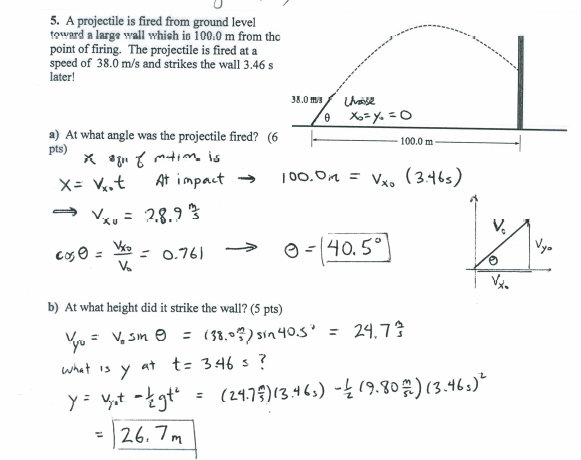 5. A projectile is fired from ground level
toward a large wall which is 100.0 m from the
point of firing. The projectile is fired at a
speed of 38.0 m/s and strikes the wall 3.46 s
later!
38.0 m/s
Choose
θ x₀=y₀=0
100.0 m
a) At what angle was the projectile fired? (6
pts)
x eqn of motion is
x = Vₓ₀t At impact → 100.0m = Vₓ₀ (3.46s)
⇒ Vₓ₀ = 28.9 m/s
cosθ = Vₓ₀/V₀ = 0.761 → θ = 40.5°
V₀
Vy₀
θ
Vₓ₀
b) At what height did it strike the wall? (5 pts)
Vy₀ = V₀ sin θ = (38.0 m/s) sin 40.5° = 24.7 m/s
what is y at t = 3.46 s ?
y = Vy₀t - ½gt² = (24.7 m/s)(3.46s) - ½ (9.80 m/s²)(3.46s)²
= 26.7m